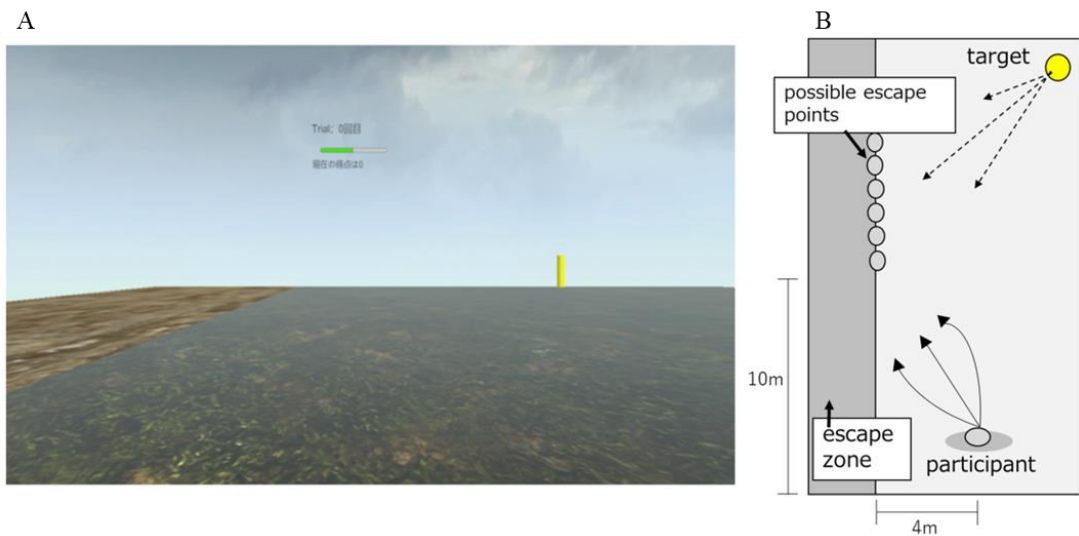 A
B
Trial; 0回目
現在の得点は0
target
possible escape
points
10m
escape
zone
participant
4m